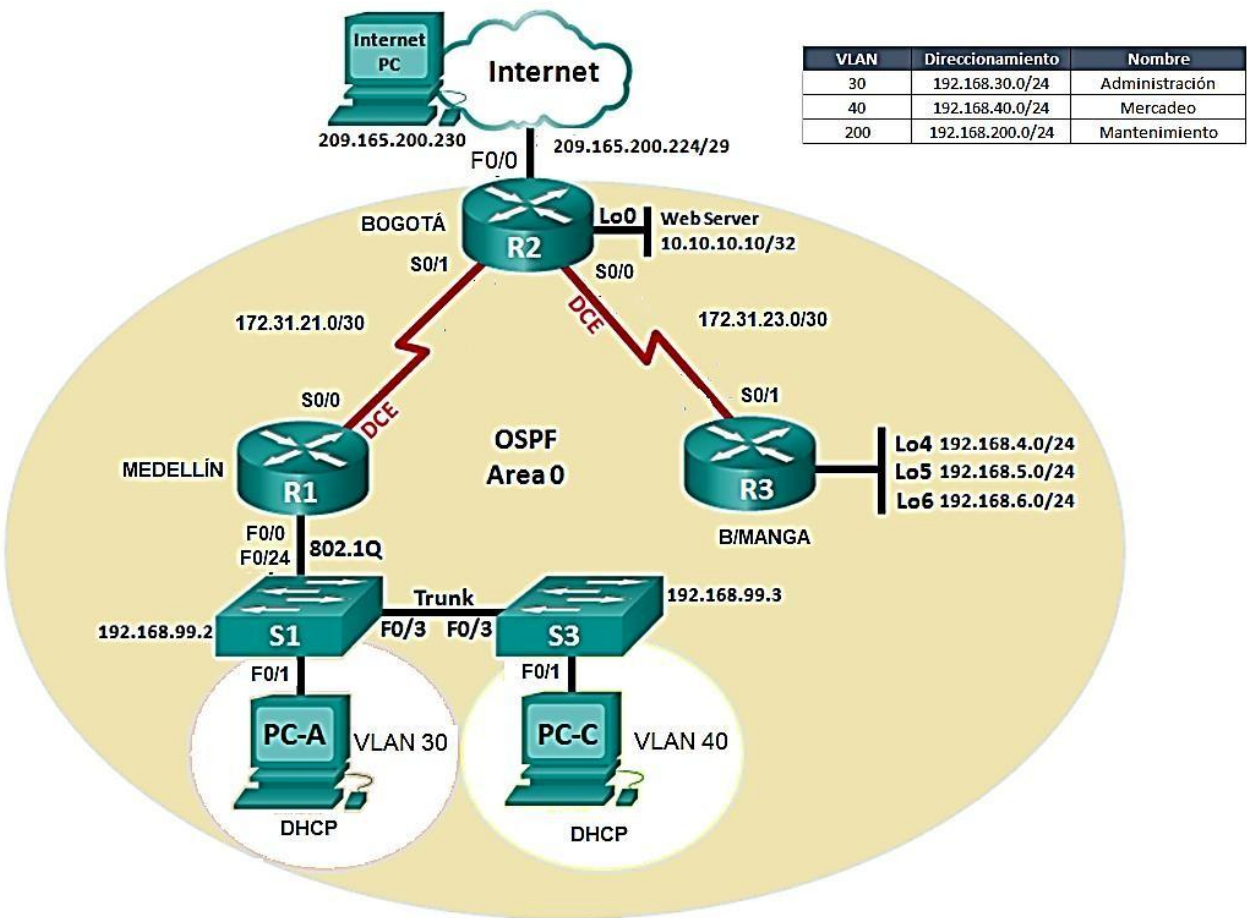 Internet
PC
Internet
209.165.200.230
209.165.200.224/29
F0/0
VLAN Direccionamiento Nombre
30 192.168.30.0/24 Administración
40 192.168.40.0/24 Mercadeo
200 192.168.200.0/24 Mantenimiento
BOGOTÁ
R2
Lo0
Web Server
10.10.10.10/32
S0/1
S0/0
DCE
172.31.21.0/30
172.31.23.0/30
S0/0
DCE
S0/1
OSPF
Area 0
MEDELLÍN
R1
R3
B/MANGA
Lo4 192.168.4.0/24
Lo5 192.168.5.0/24
Lo6 192.168.6.0/24
F0/0
F0/24
802.1Q
Trunk
192.168.99.2
S1
F0/3
F0/3
S3
192.168.99.3
F0/1
F0/1
PC-A
VLAN 30
DHCP
PC-C
VLAN 40
DHCP